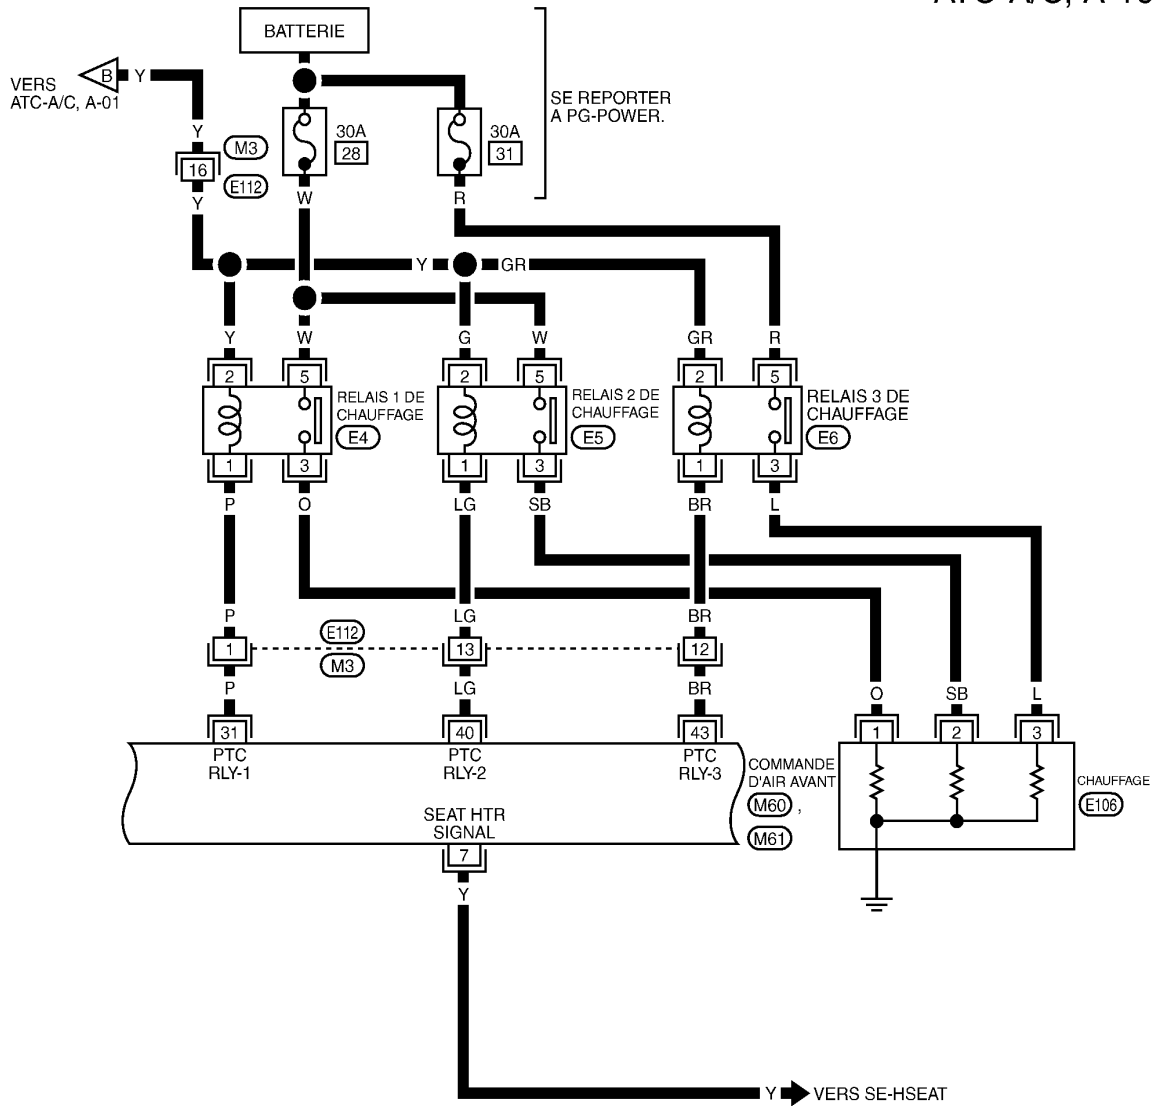 BATTERIE
B
Y
VERS
ATC-A/C, A-01
SE REPORTER
A PG-POWER.
30A
28
30A
31
Y
M3
16
E112
Y
W
R
Y
GR
Y
W
G
W
GR
R
2
5
2
5
2
5
RELAIS 1 DE
CHAUFFAGE
E4
RELAIS 2 DE
CHAUFFAGE
E5
RELAIS 3 DE
CHAUFFAGE
E6
1
3
1
3
1
3
P
O
LG
SB
BR
L
P
LG
BR
E112
1
13
12
M3
P
LG
BR
O
SB
L
31
40
43
1
2
3
PTC
RLY-1
PTC
RLY-2
PTC
RLY-3
COMMANDE
D'AIR AVANT
M60 ,
M61
CHAUFFAGE
E106
SEAT HTR
SIGNAL
7
Y
Y
VERS SE-HSEAT